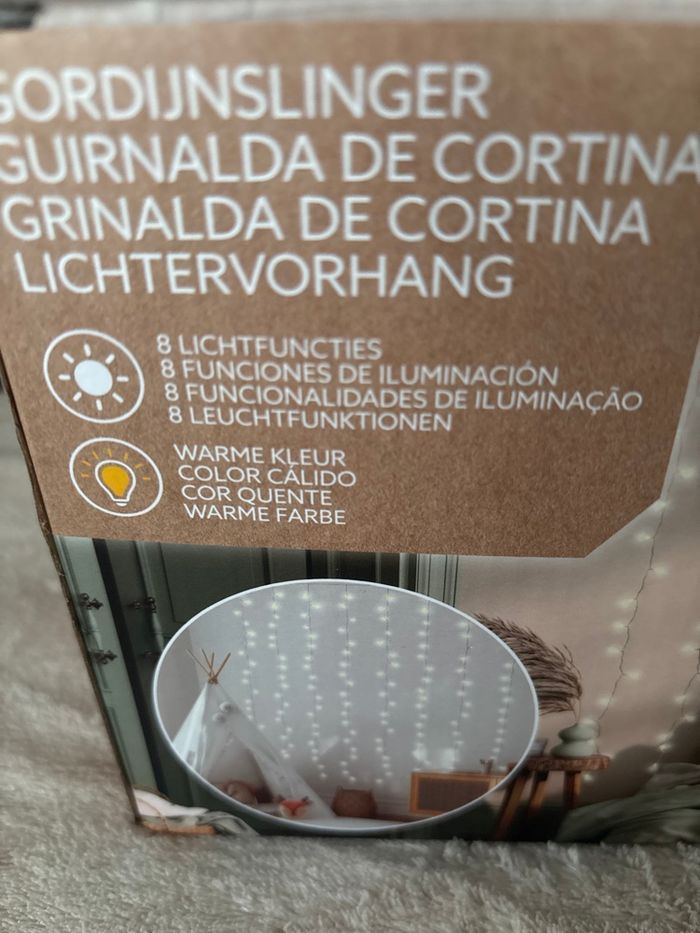 GORDIJNSLINGER
GUIRNALDA DE CORTINA
GRINALDA DE CORTINA
LICHTERVORHANG
8 LICHTFUNCTIES
8 FUNCIONES DE ILUMINACIÓN
8 FUNCIONALIDADES DE ILUMINAÇÃO
8 LEUCHTFUNKTIONEN
WARME KLEUR
COLOR CÁLIDO
COR QUENTE
WARME FARBE